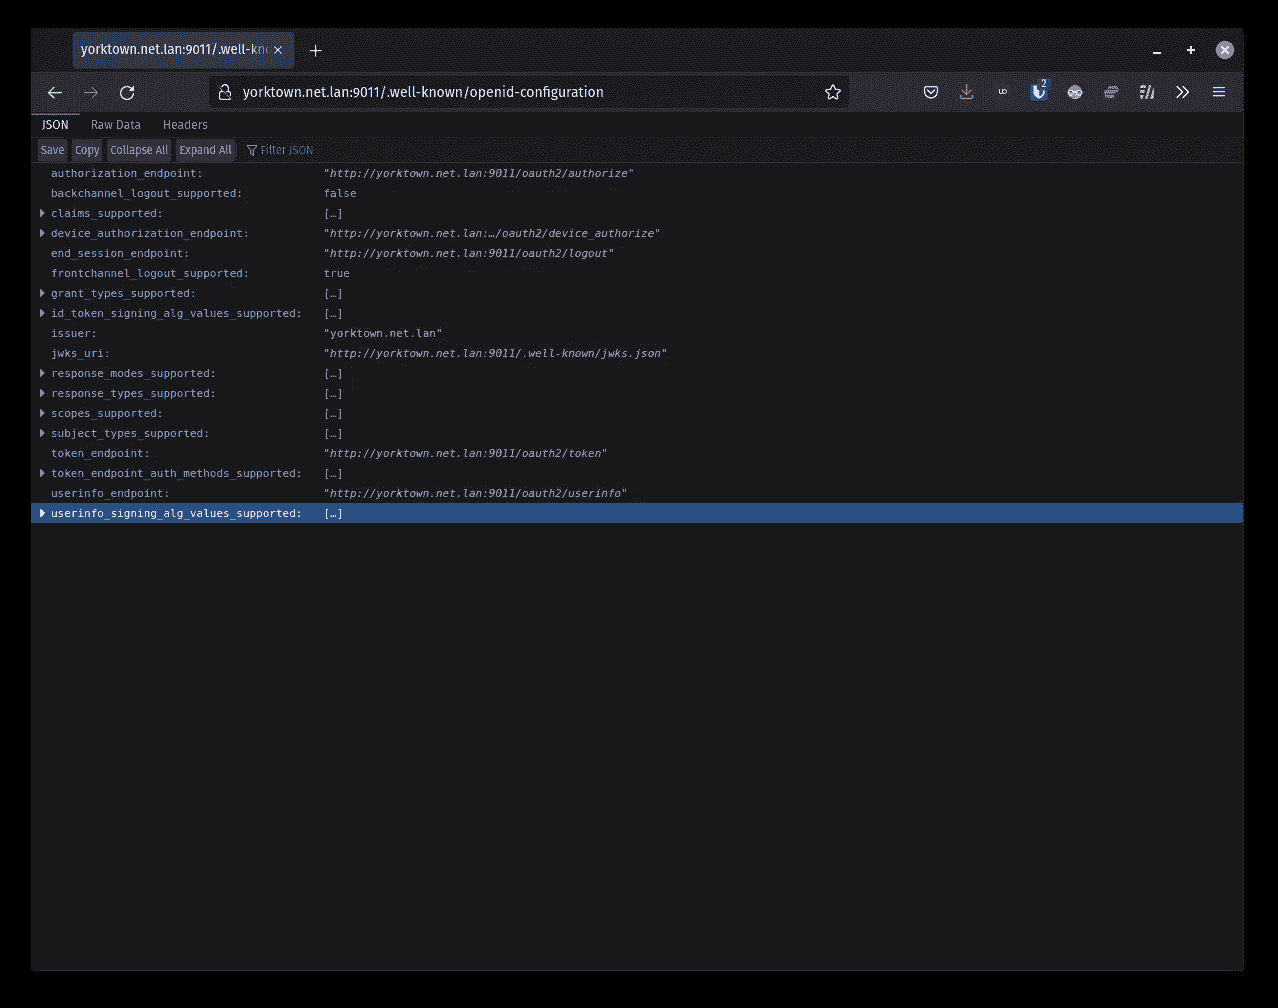 yorktown.net.lan:9011/.well-kn
yorktown.net.lan:9011/.well-known/openid-configuration
2
JSON Raw Data Headers
Save Copy Collapse All Expand All Filter JSON
authorization_endpoint: "http://yorktown.net.lan:9011/oauth2/authorize"
backchannel_logout_supported: false
claims_supported: […]
device_authorization_endpoint: "http://yorktown.net.lan:…/oauth2/device_authorize"
end_session_endpoint: "http://yorktown.net.lan:9011/oauth2/logout"
frontchannel_logout_supported: true
grant_types_supported: […]
id_token_signing_alg_values_supported: […]
issuer: "yorktown.net.lan"
jwks_uri: "http://yorktown.net.lan:9011/.well-known/jwks.json"
response_modes_supported: […]
response_types_supported: […]
scopes_supported: […]
subject_types_supported: […]
token_endpoint: "http://yorktown.net.lan:9011/oauth2/token"
token_endpoint_auth_methods_supported: […]
userinfo_endpoint: "http://yorktown.net.lan:9011/oauth2/userinfo"
userinfo_signing_alg_values_supported: […]